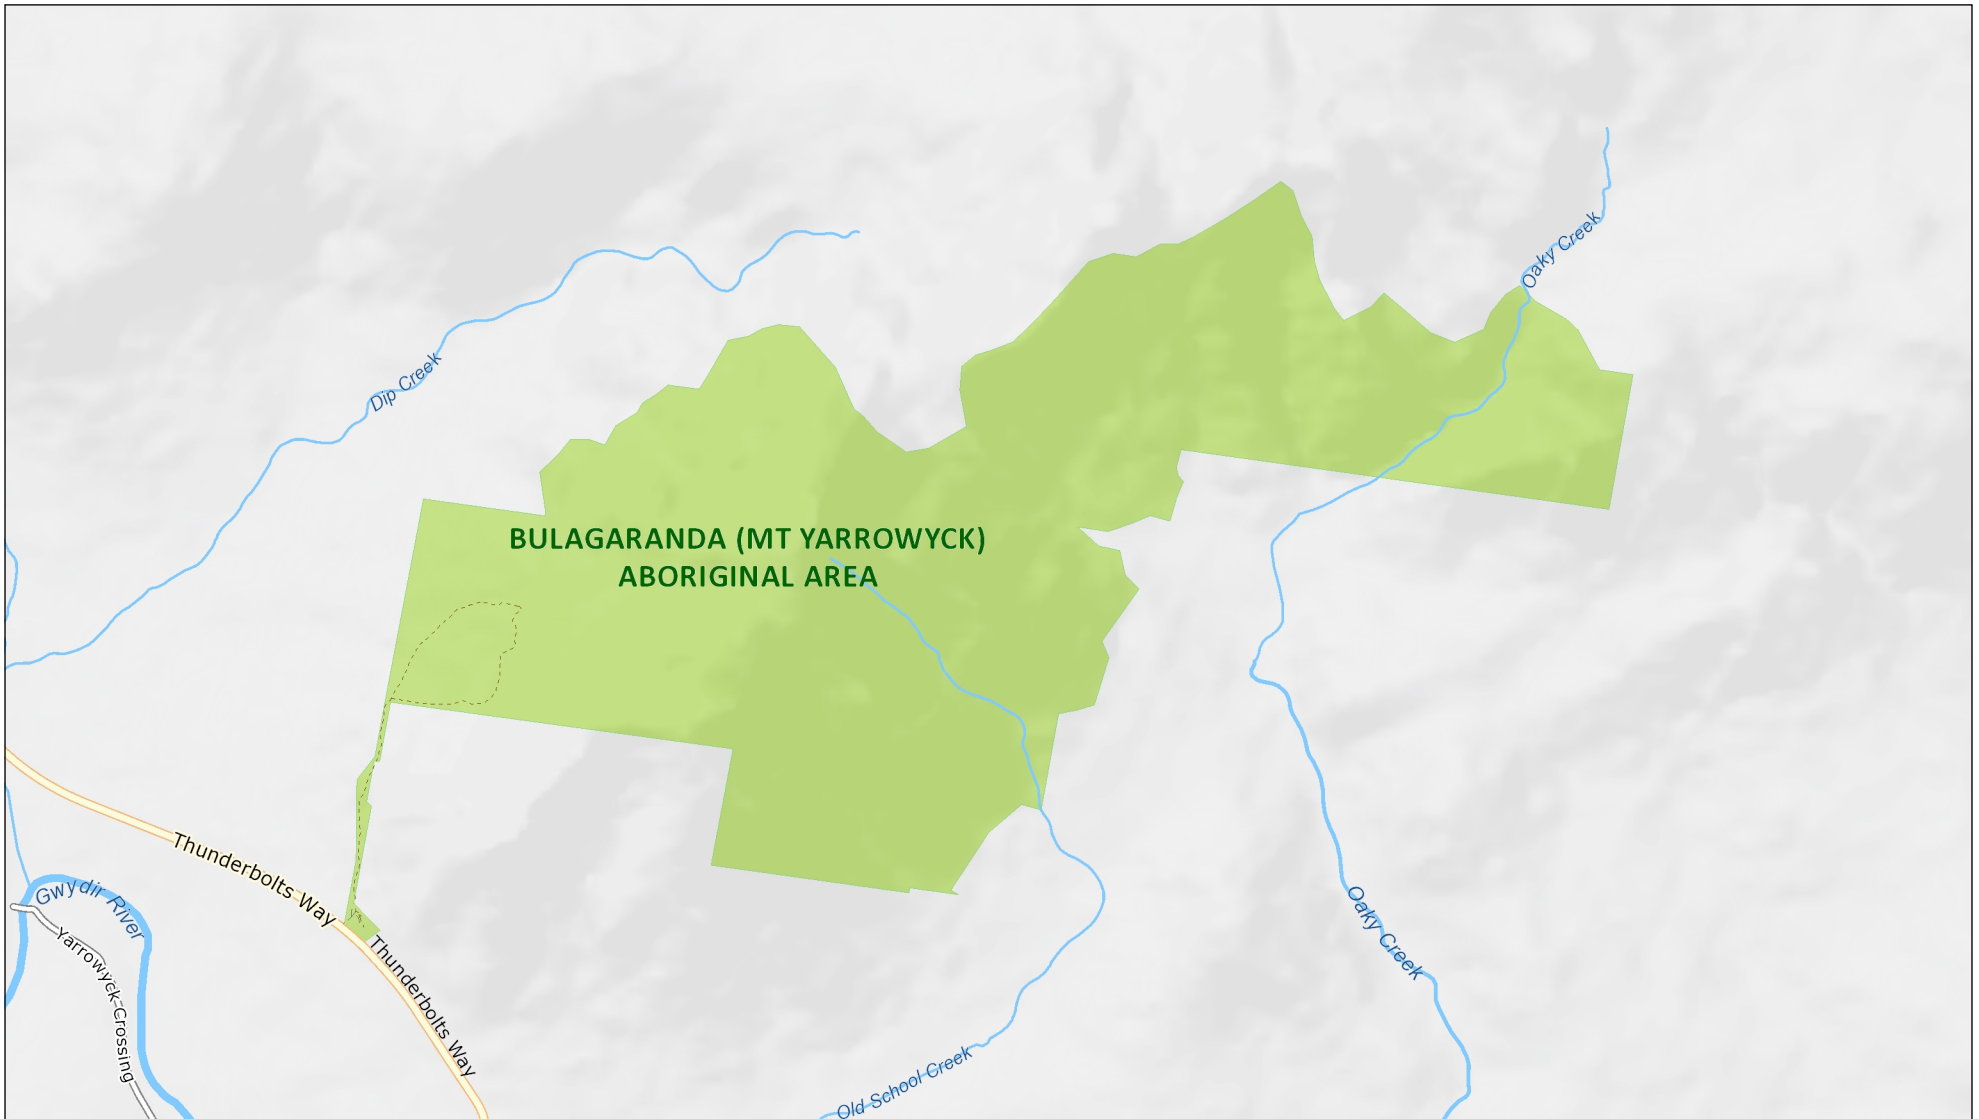 Oaky Creek
Dip Creek
BULAGARANDA (MT YARROWYCK)
ABORIGINAL AREA
Thunderbolts Way
Gwydir River
Yarrowyck-Crossing
Thunderbolts Way
Oaky Creek
Old School Creek